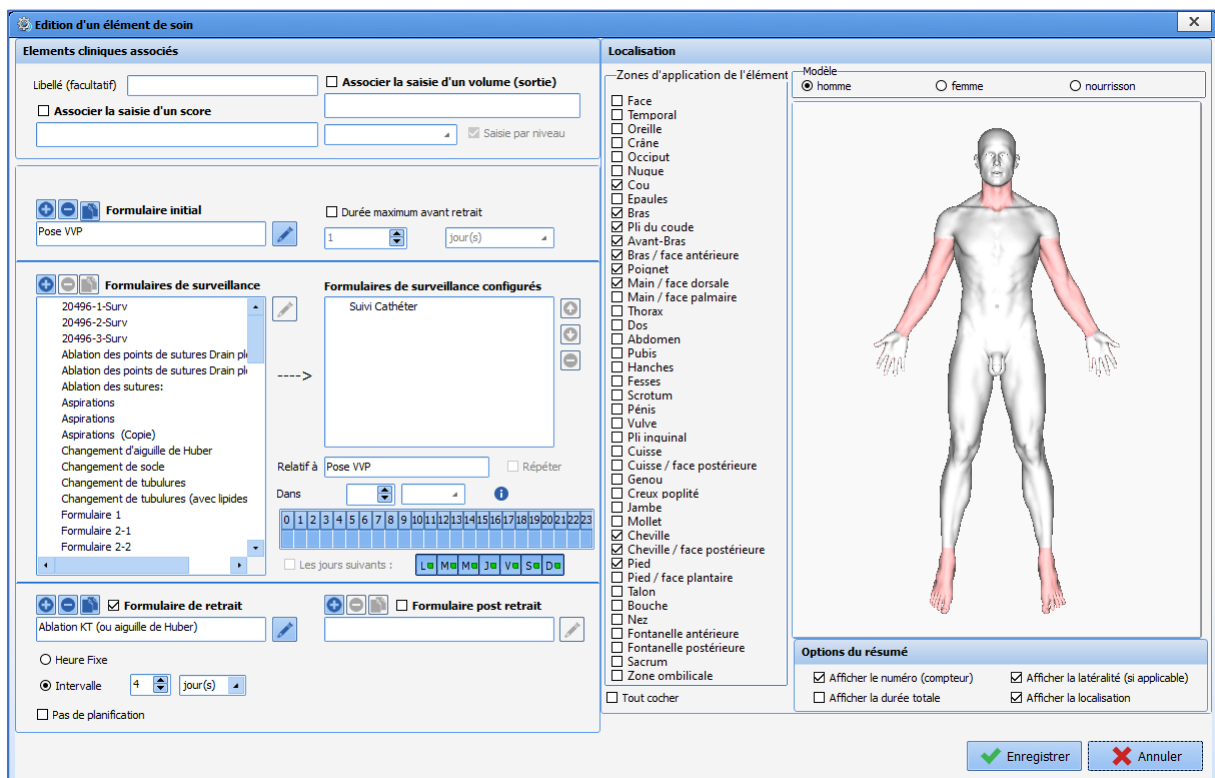 Edition d'un élément de soin
Elements cliniques associés
Libellé (facultatif)
Associer la saisie d'un volume (sortie)
Associer la saisie d'un score
Saisie par niveau
Formulaire initial
Durée maximum avant retrait
Pose VVP
1
jour(s)
Formulaires de surveillance
Formulaires de surveillance configurés
20496-1-Surv
20496-2-Surv
20496-3-Surv
Ablation des points de sutures Drain ple
Ablation des points de sutures Drain ple
Ablation des sutures:
Aspirations
Aspirations
Aspirations (Copie)
Changement d'aiguille de Huber
Changement de socle
Changement de tubulures
Changement de tubulures (avec lipides
Formulaire 1
Formulaire 2-1
Formulaire 2-2
---->
Suivi Cathéter
Relatif à Pose VVP
Répéter
Dans
0 1 2 3 4 5 6 7 8 9 10 11 12 13 14 15 16 17 18 19 20 21 22 23
Les jours suivants :
L M M J V S D
Formulaire de retrait
Formulaire post retrait
Ablation KT (ou aiguille de Huber)
Heure Fixe
Intervalle 4 jour(s)
Pas de planification
Localisation
Zones d'application de l'élément
Face
Temporal
Oreille
Crâne
Occiput
Nuque
Cou
Epaules
Bras
Pli du coude
Avant-Bras
Bras / face antérieure
Poignet
Main / face dorsale
Main / face palmaire
Thorax
Dos
Abdomen
Pubis
Hanches
Fesses
Scrotum
Pénis
Vulve
Pli inguinal
Cuisse
Cuisse / face postérieure
Genou
Creux poplité
Jambe
Mollet
Cheville
Cheville / face postérieure
Pied
Pied / face plantaire
Talon
Bouche
Nez
Fontanelle antérieure
Fontanelle postérieure
Sacrum
Zone ombilicale
Tout cocher
Modèle
homme
femme
nourrisson
Options du résumé
Afficher le numéro (compteur)
Afficher la latéralité (si applicable)
Afficher la durée totale
Afficher la localisation
Enregistrer
Annuler